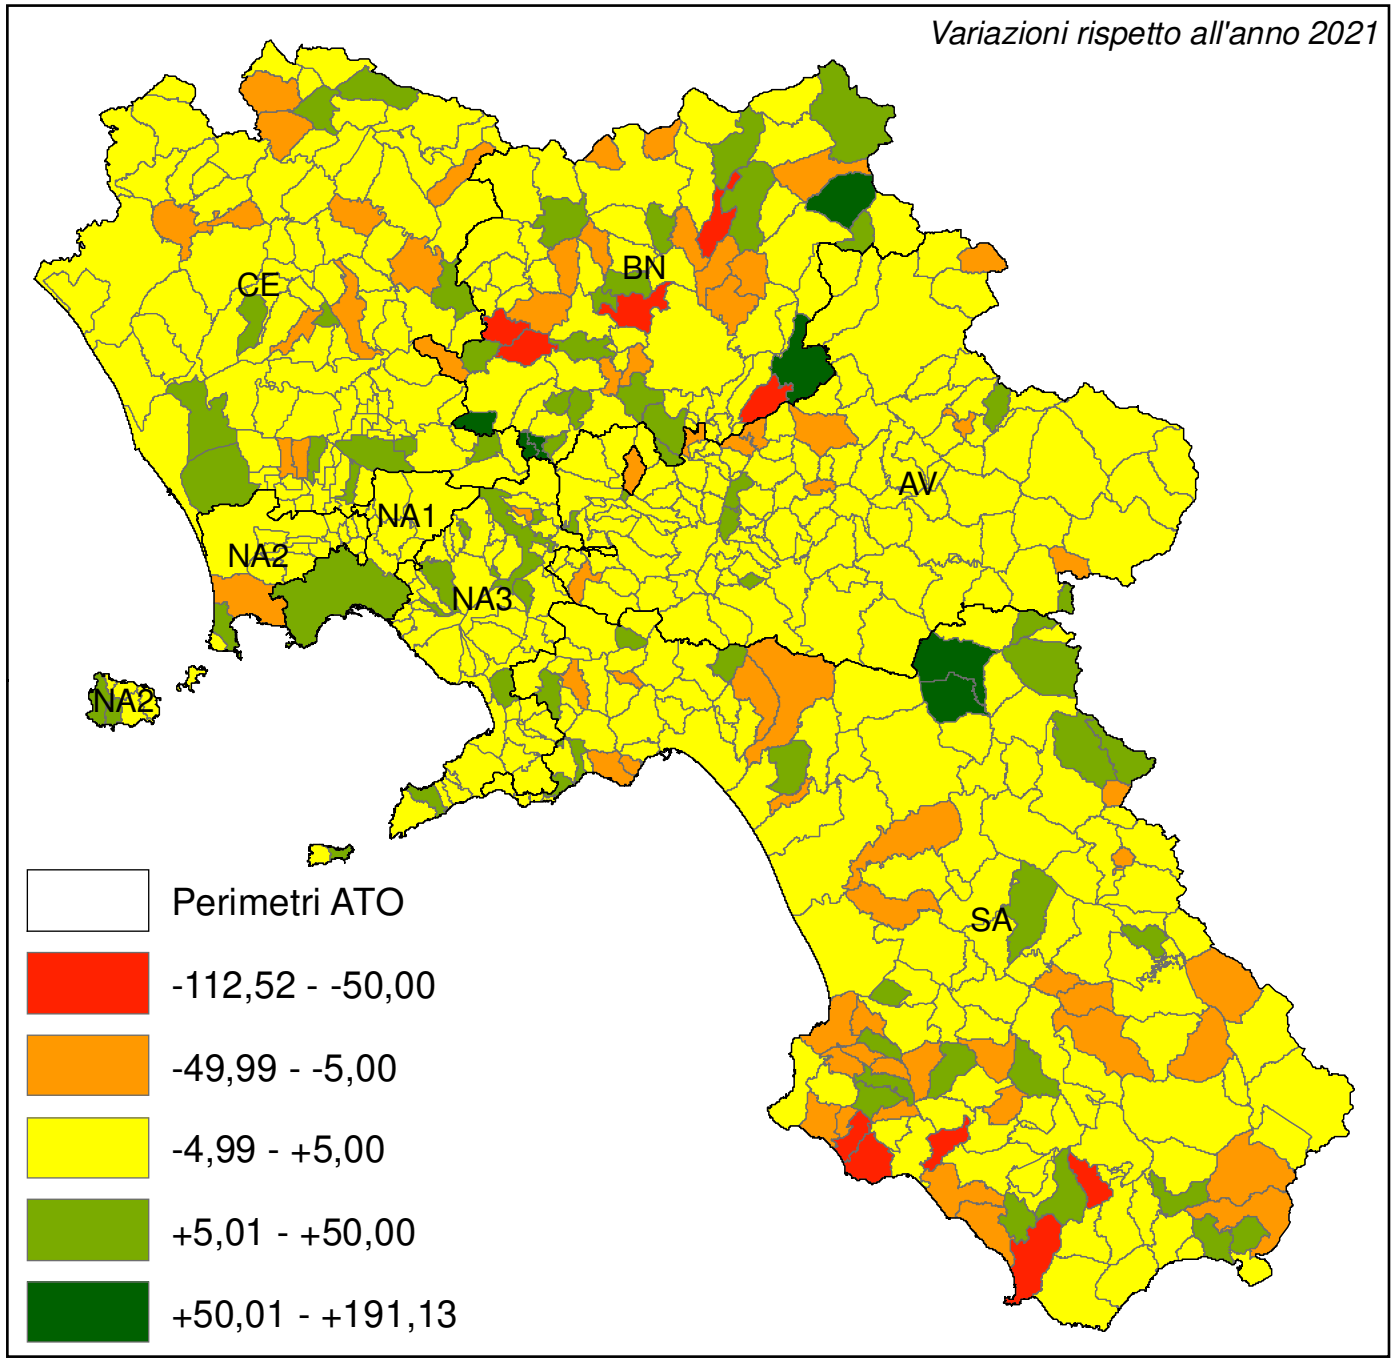 Variazioni rispetto all'anno 2021
CE
BN
AV
NA1
NA2
NA3
NA2
SA
Perimetri ATO
-112,52 - -50,00
-49,99 - -5,00
-4,99 - +5,00
+5,01 - +50,00
+50,01 - +191,13